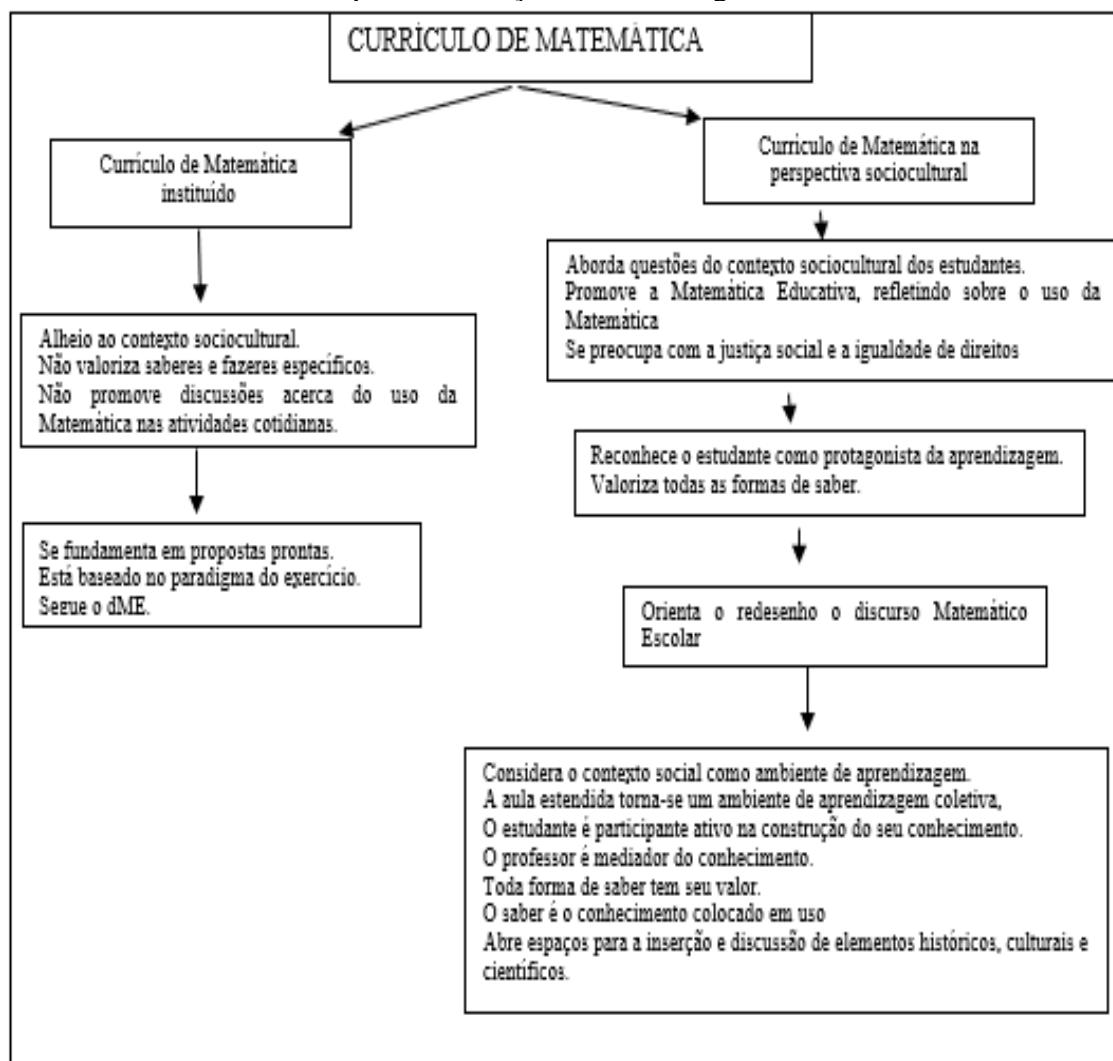 CURRÍCULO DE MATEMÁTICA
Currículo de Matemática
instituído
Currículo de Matemática na
perspectiva sociocultural
Alheio ao contexto sociocultural.
Não valoriza saberes e fazeres específicos.
Não promove discussões acerca do uso da
Matemática nas atividades cotidianas.
Aborda questões do contexto sociocultural dos estudantes.
Promove a Matemática Educativa, refletindo sobre o uso da
Matemática
Se preocupa com a justiça social e a igualdade de direitos
Reconhece o estudante como protagonista da aprendizagem.
Valoriza todas as formas de saber.
Se fundamenta em propostas prontas.
Está baseado no paradigma do exercício.
Segue o dME.
Orienta o redesenho o discurso Matemático
Escolar
Considera o contexto social como ambiente de aprendizagem.
A aula estendida torna-se um ambiente de aprendizagem coletiva,
O estudante é participante ativo na construção do seu conhecimento.
O professor é mediador do conhecimento.
Toda forma de saber tem seu valor.
O saber é o conhecimento colocado em uso
Abre espaços para a inserção e discussão de elementos históricos, culturais e
científicos.